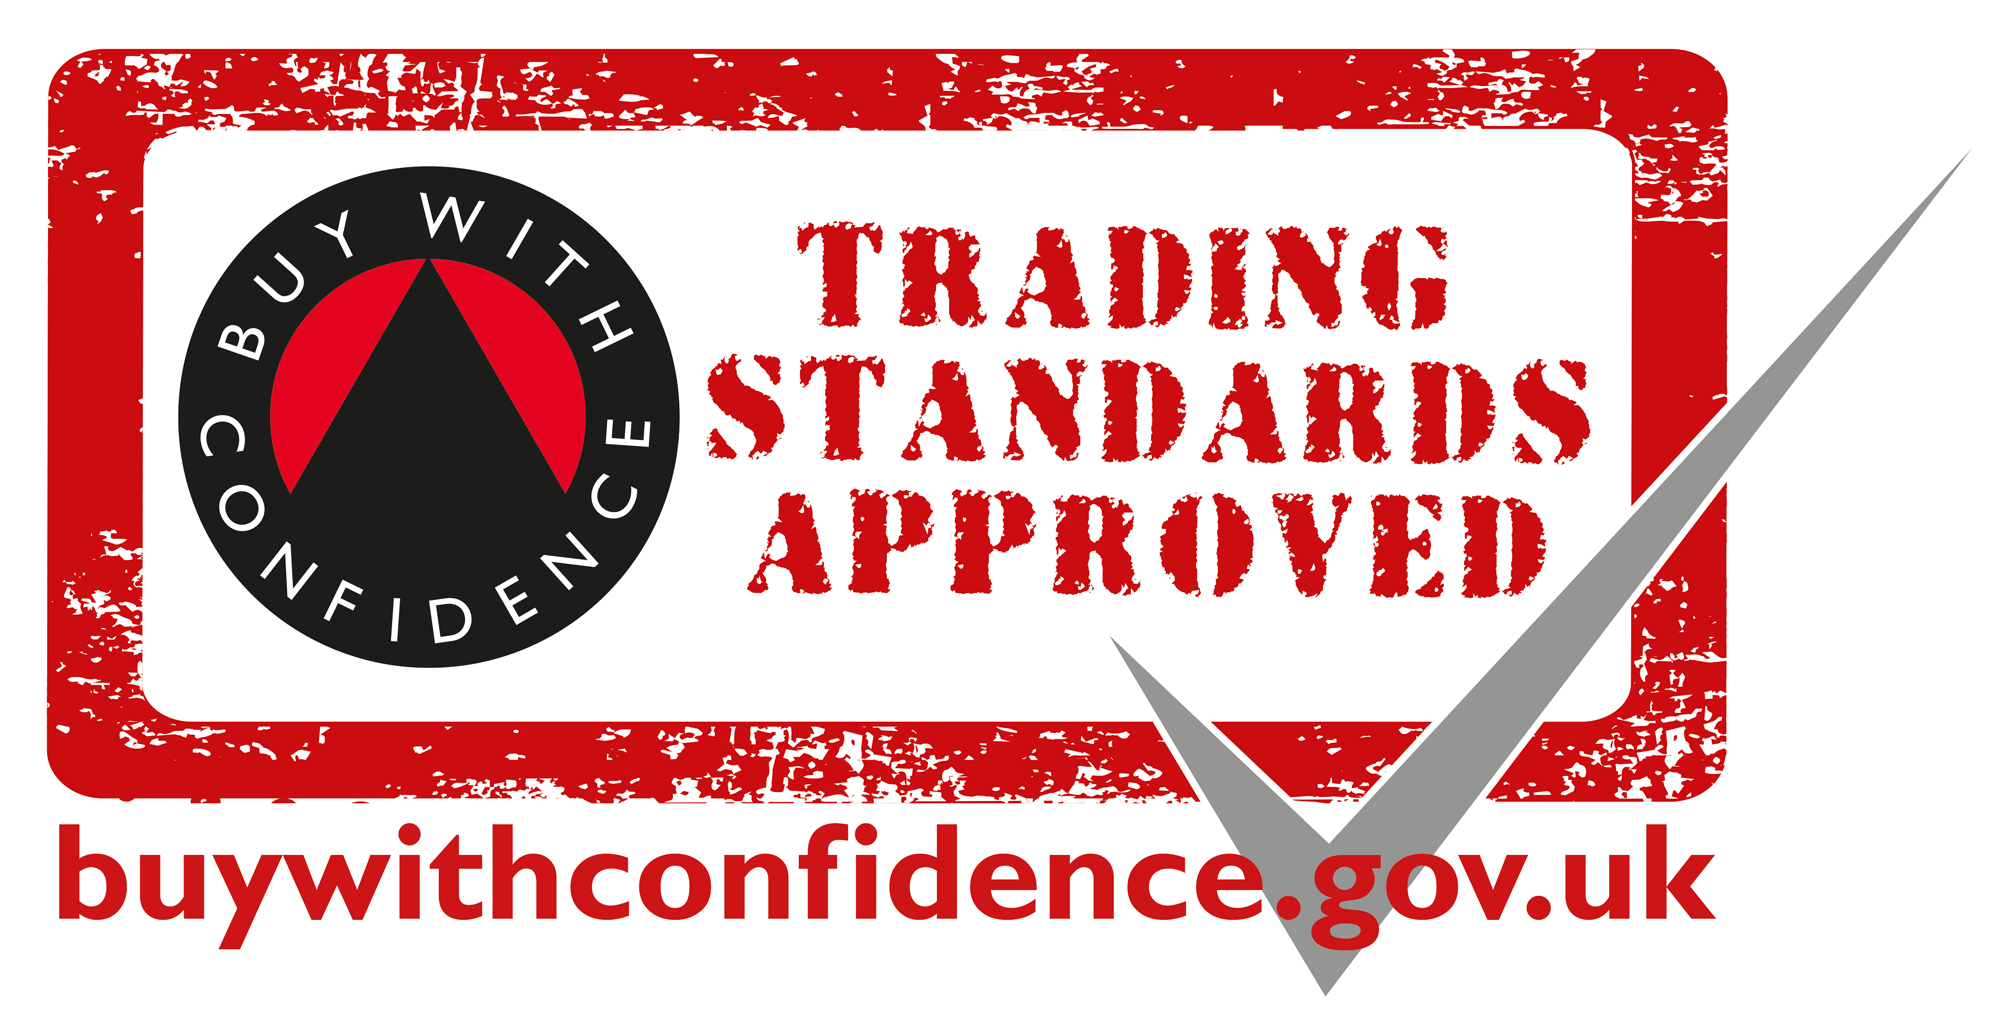 BUY WITH CONFIDENCE
TRADING
STANDARDS
APPROVED
buywithconfidence.gov.uk